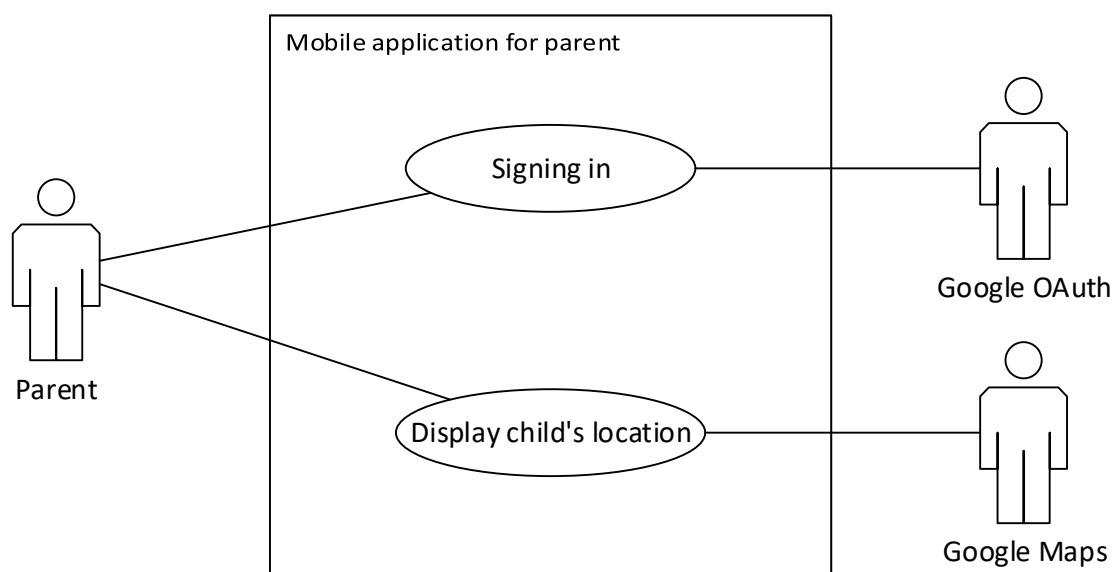 Mobile application for parent
Signing in
Google OAuth
Parent
Display child's location
Google Maps